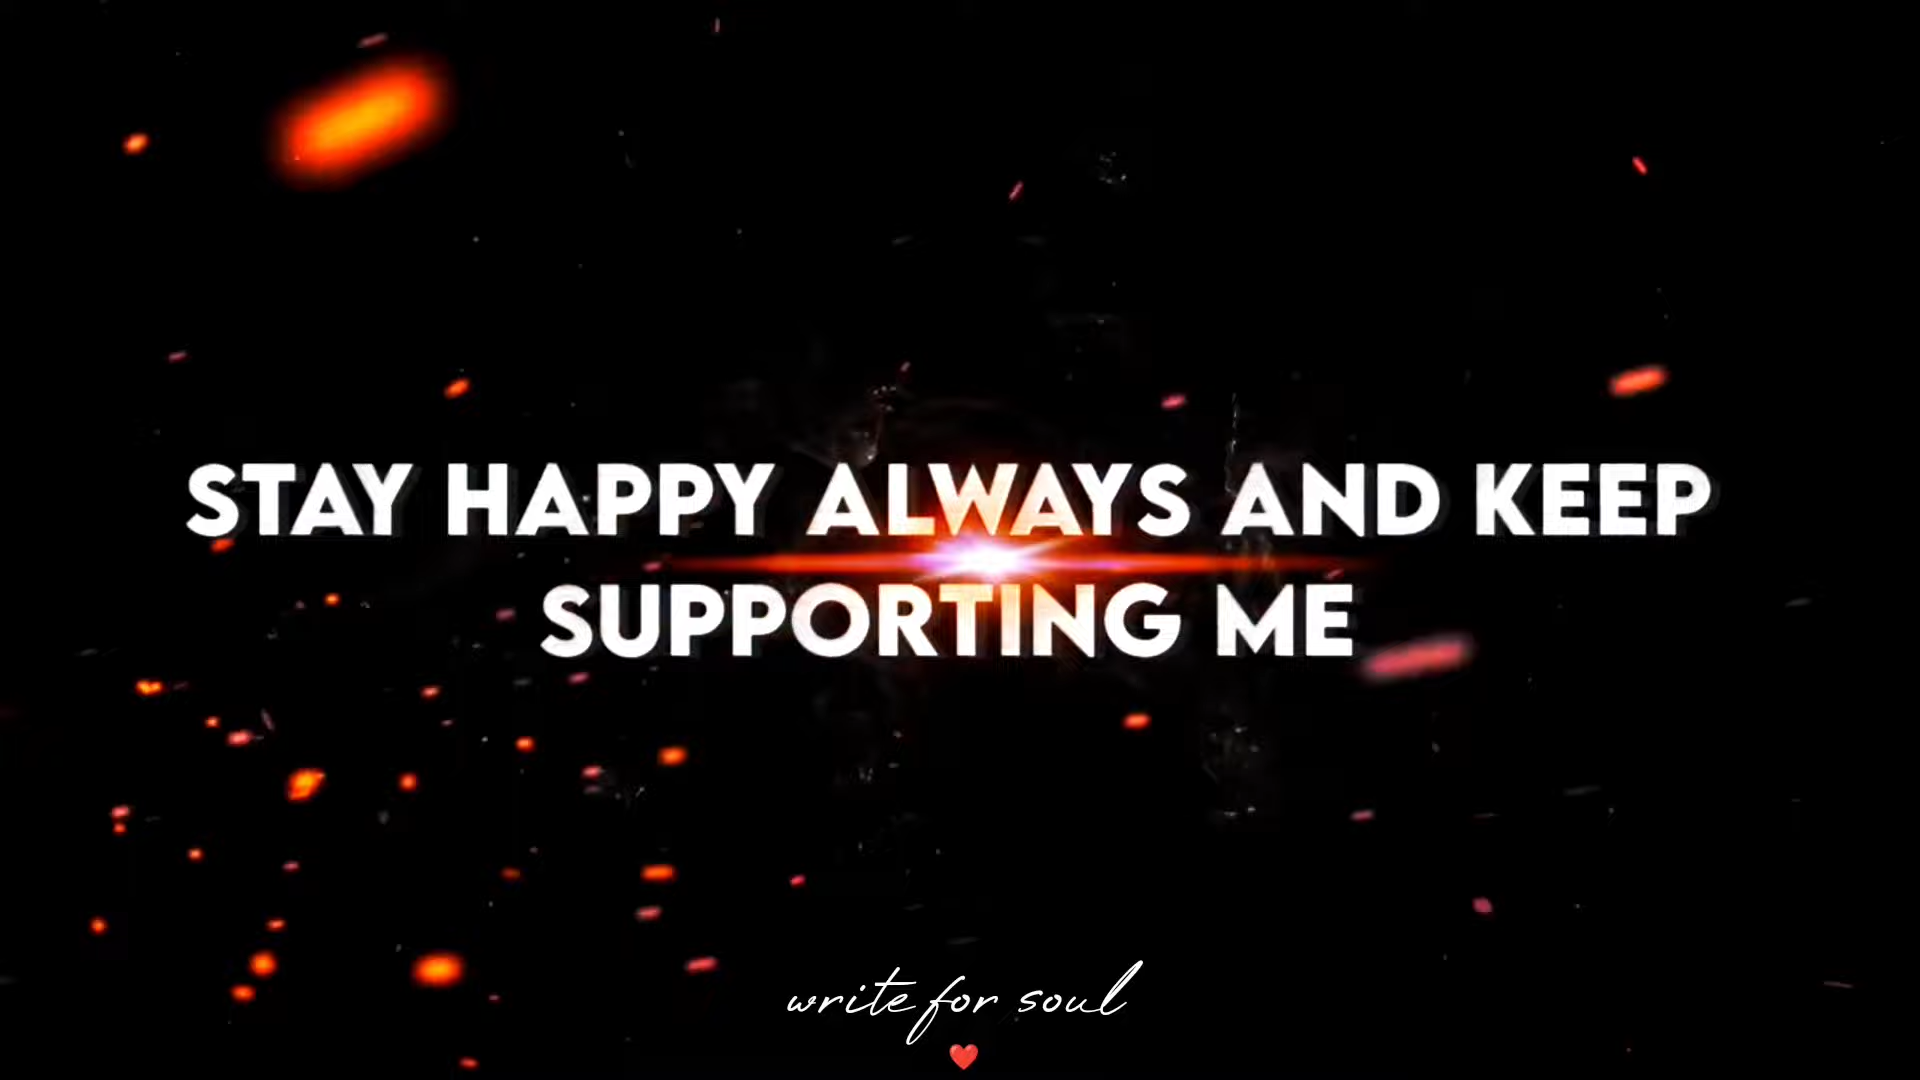 STAY HAPPY ALWAYS AND KEEP
SUPPORTING ME
write for soul
❤️